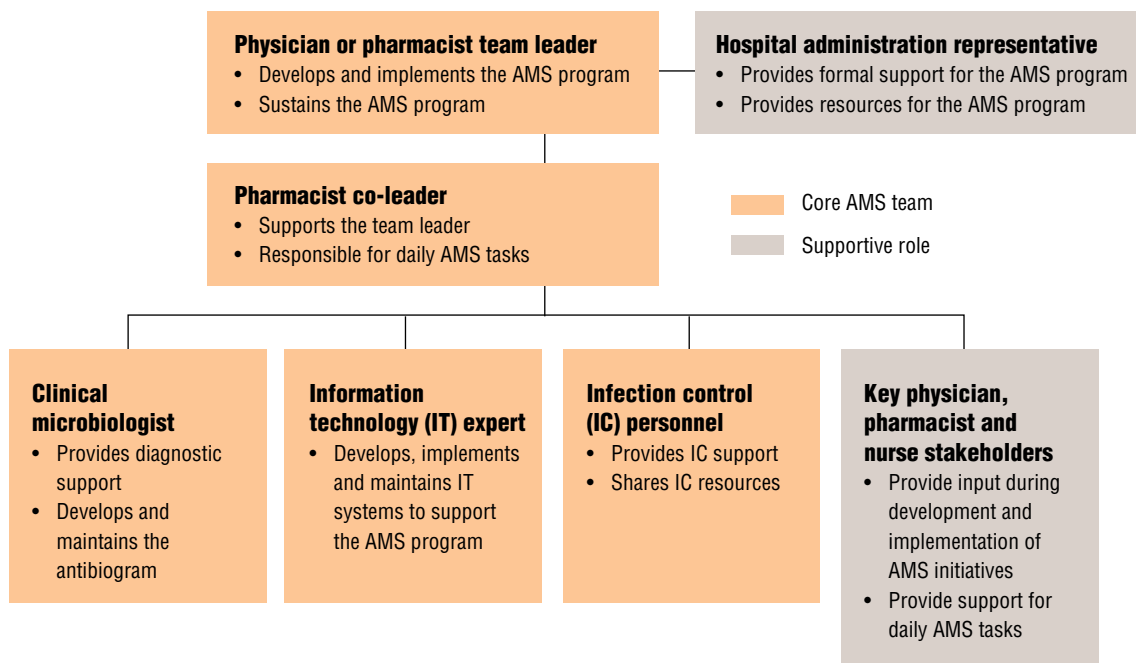 Physician or pharmacist team leader
• Develops and implements the AMS program
• Sustains the AMS program
Hospital administration representative
• Provides formal support for the AMS program
• Provides resources for the AMS program
Pharmacist co-leader
• Supports the team leader
• Responsible for daily AMS tasks
Core AMS team
Supportive role
Clinical
microbiologist
• Provides diagnostic
support
• Develops and
maintains the
antibiogram
Information
technology (IT) expert
• Develops, implements
and maintains IT
systems to support
the AMS program
Infection control
(IC) personnel
• Provides IC support
• Shares IC resources
Key physician,
pharmacist and
nurse stakeholders
• Provide input during
development and
implementation of
AMS initiatives
• Provide support for
daily AMS tasks